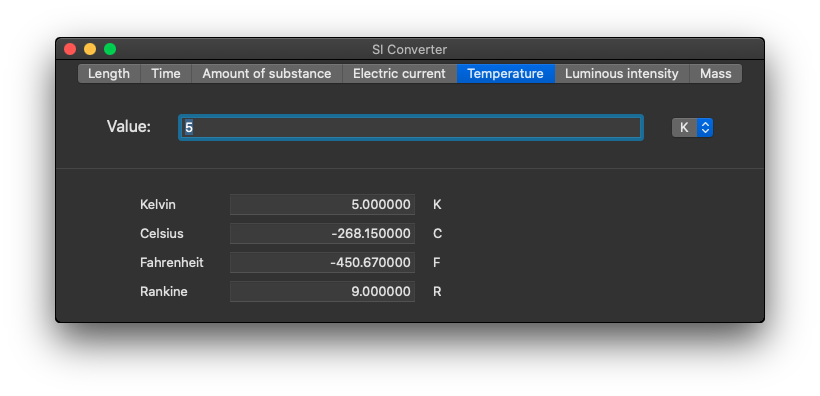 SI Converter
Length Time Amount of substance Electric current Temperature Luminous intensity Mass
Value: 5 K
Kelvin 5.000000 K
Celsius -268.150000 C
Fahrenheit -450.670000 F
Rankine 9.000000 R